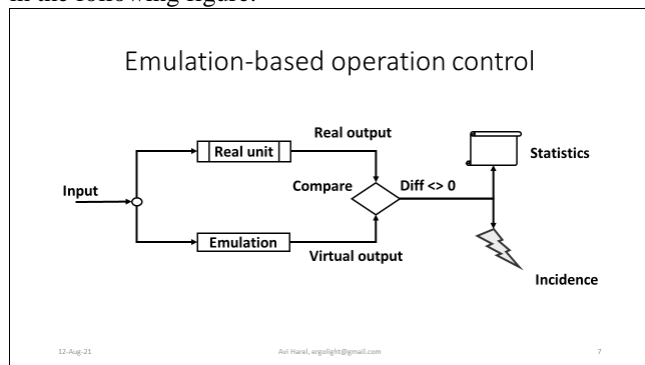 in the following figure.
Emulation-based operation control
Real output
Real unit
Statistics
Compare
Diff <> 0
Input
Emulation
Virtual output
Incidence
12-Aug-21
Avi Harel, ergolight@gmail.com
7